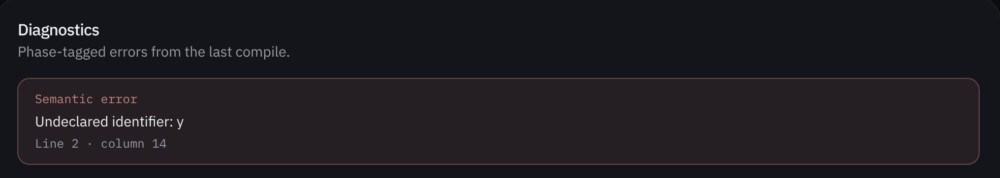 Diagnostics
Phase-tagged errors from the last compile.
Semantic error
Undeclared identifier: y
Line 2 · column 14